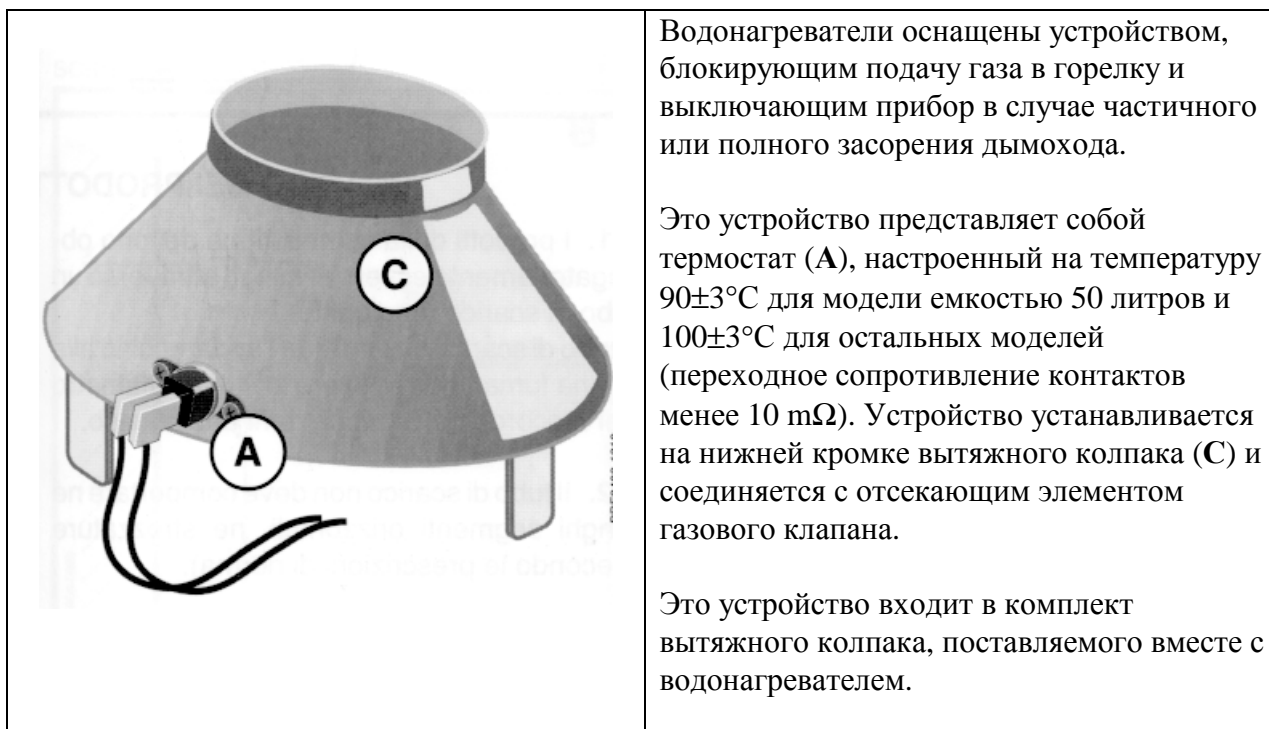 C
A
Водонагреватели оснащены устройством,
блокирующим подачу газа в горелку и
выключающим прибор в случае частичного
или полного засорения дымохода.
Это устройство представляет собой
термостат (A), настроенный на температуру
90±3°C для модели емкостью 50 литров и
100±3°C для остальных моделей
(переходное сопротивление контактов
менее 10 mΩ). Устройство устанавливается
на нижней кромке вытяжного колпака (C) и
соединяется с отсекающим элементом
газового клапана.
Это устройство входит в комплект
вытяжного колпака, поставляемого вместе с
водонагревателем.